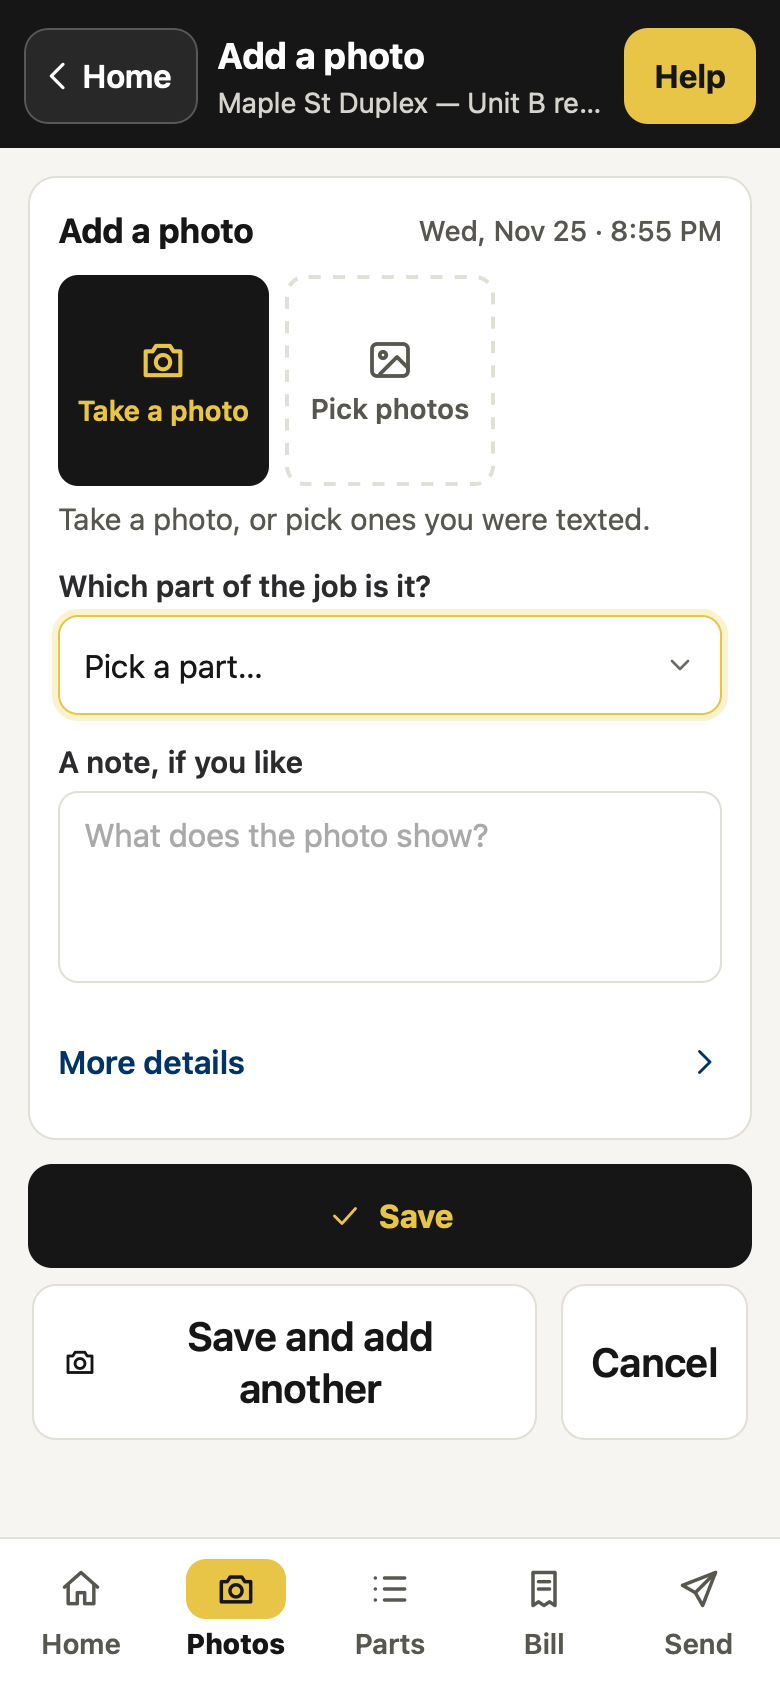 Home
Add a photo
Maple St Duplex — Unit B re...
Help
Add a photo
Wed, Nov 25 · 8:55 PM
Take a photo
Pick photos
Take a photo, or pick ones you were texted.
Which part of the job is it?
Pick a part...
A note, if you like
What does the photo show?
More details
Save
Save and add
another
Cancel
Home
Photos
Parts
Bill
Send